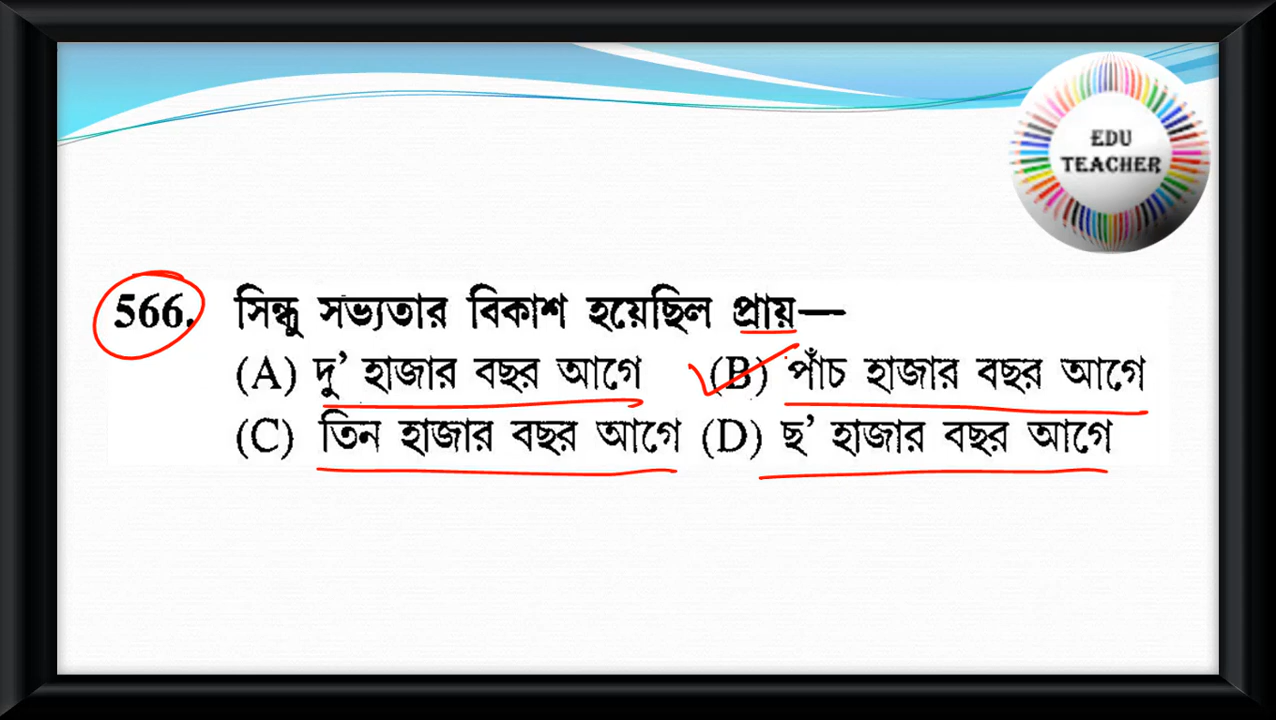 EDU
TEACHER
566. সিন্ধু সভ্যতার বিকাশ হয়েছিল প্রায়—
(A) দু’ হাজার বছর আগে (B) পাঁচ হাজার বছর আগে
(C) তিন হাজার বছর আগে (D) ছ’ হাজার বছর আগে